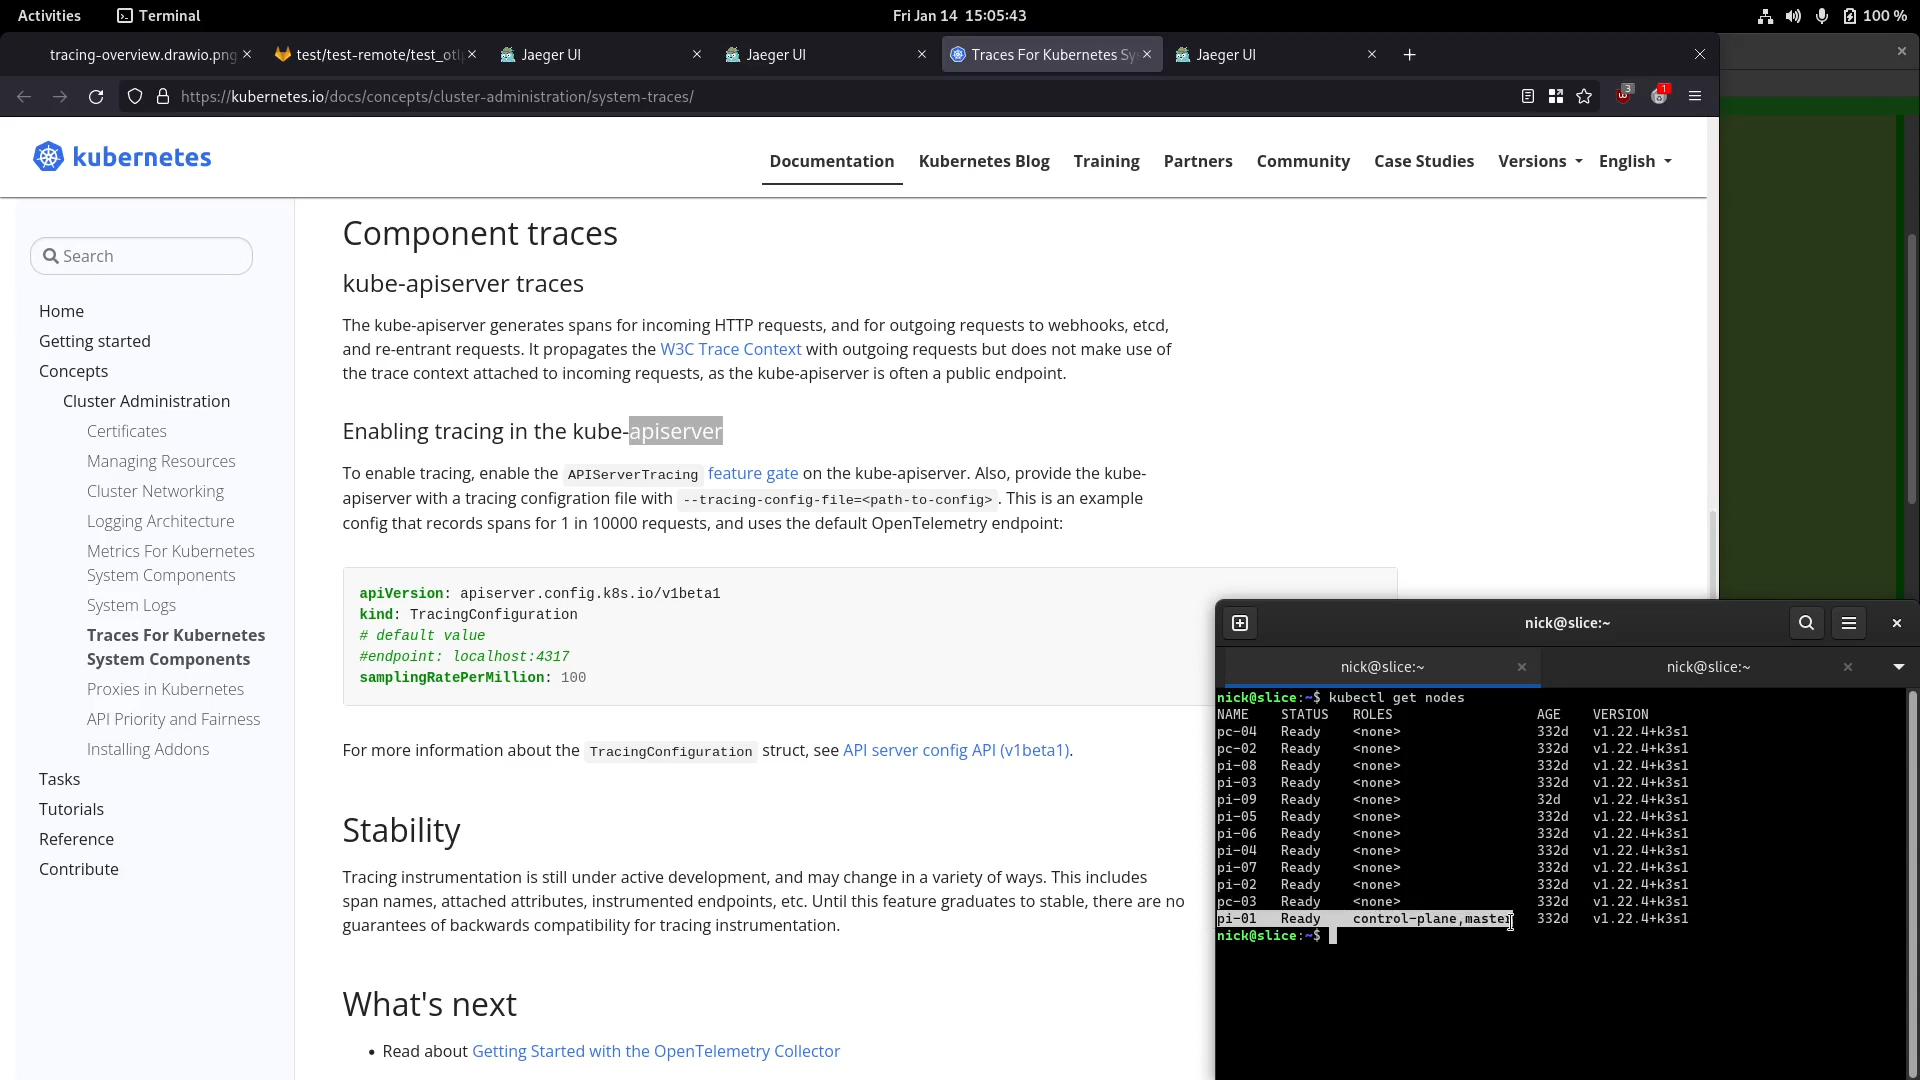 Activities
Terminal
Fri Jan 14 15:05:43
100 %
tracing-overview.drawio.png
test/test-remote/test_otl
Jaeger UI
Jaeger UI
Traces For Kubernetes Sy
Jaeger UI
https://kubernetes.io/docs/concepts/cluster-administration/system-traces/
3
1
kubernetes
Documentation
Kubernetes Blog
Training
Partners
Community
Case Studies
Versions
English
Search
Home
Getting started
Concepts
Cluster Administration
Certificates
Managing Resources
Cluster Networking
Logging Architecture
Metrics For Kubernetes
System Components
System Logs
Traces For Kubernetes
System Components
Proxies in Kubernetes
API Priority and Fairness
Installing Addons
Tasks
Tutorials
Reference
Contribute
Component traces
kube-apiserver traces
The kube-apiserver generates spans for incoming HTTP requests, and for outgoing requests to webhooks, etcd,
and re-entrant requests. It propagates the W3C Trace Context with outgoing requests but does not make use of
the trace context attached to incoming requests, as the kube-apiserver is often a public endpoint.
Enabling tracing in the kube-apiserver
To enable tracing, enable the APIServerTracing feature gate on the kube-apiserver. Also, provide the kube-
apiserver with a tracing configration file with --tracing-config-file=<path-to-config>. This is an example
config that records spans for 1 in 10000 requests, and uses the default OpenTelemetry endpoint:
apiVersion: apiserver.config.k8s.io/v1beta1
kind: TracingConfiguration
# default value
#endpoint: localhost:4317
samplingRatePerMillion: 100
For more information about the TracingConfiguration struct, see API server config API (v1beta1).
Stability
Tracing instrumentation is still under active development, and may change in a variety of ways. This includes
span names, attached attributes, instrumented endpoints, etc. Until this feature graduates to stable, there are no
guarantees of backwards compatibility for tracing instrumentation.
What's next
• Read about Getting Started with the OpenTelemetry Collector
nick@slice:~
nick@slice:~
nick@slice:~
nick@slice:~$ kubectl get nodes
NAME STATUS ROLES AGE VERSION
pc-04 Ready <none> 332d v1.22.4+k3s1
pc-02 Ready <none> 332d v1.22.4+k3s1
pi-08 Ready <none> 332d v1.22.4+k3s1
pi-03 Ready <none> 332d v1.22.4+k3s1
pi-09 Ready <none> 32d v1.22.4+k3s1
pi-05 Ready <none> 332d v1.22.4+k3s1
pi-06 Ready <none> 332d v1.22.4+k3s1
pi-04 Ready <none> 332d v1.22.4+k3s1
pi-07 Ready <none> 332d v1.22.4+k3s1
pi-02 Ready <none> 332d v1.22.4+k3s1
pc-03 Ready <none> 332d v1.22.4+k3s1
pi-01 Ready control-plane,master 332d v1.22.4+k3s1
nick@slice:~$